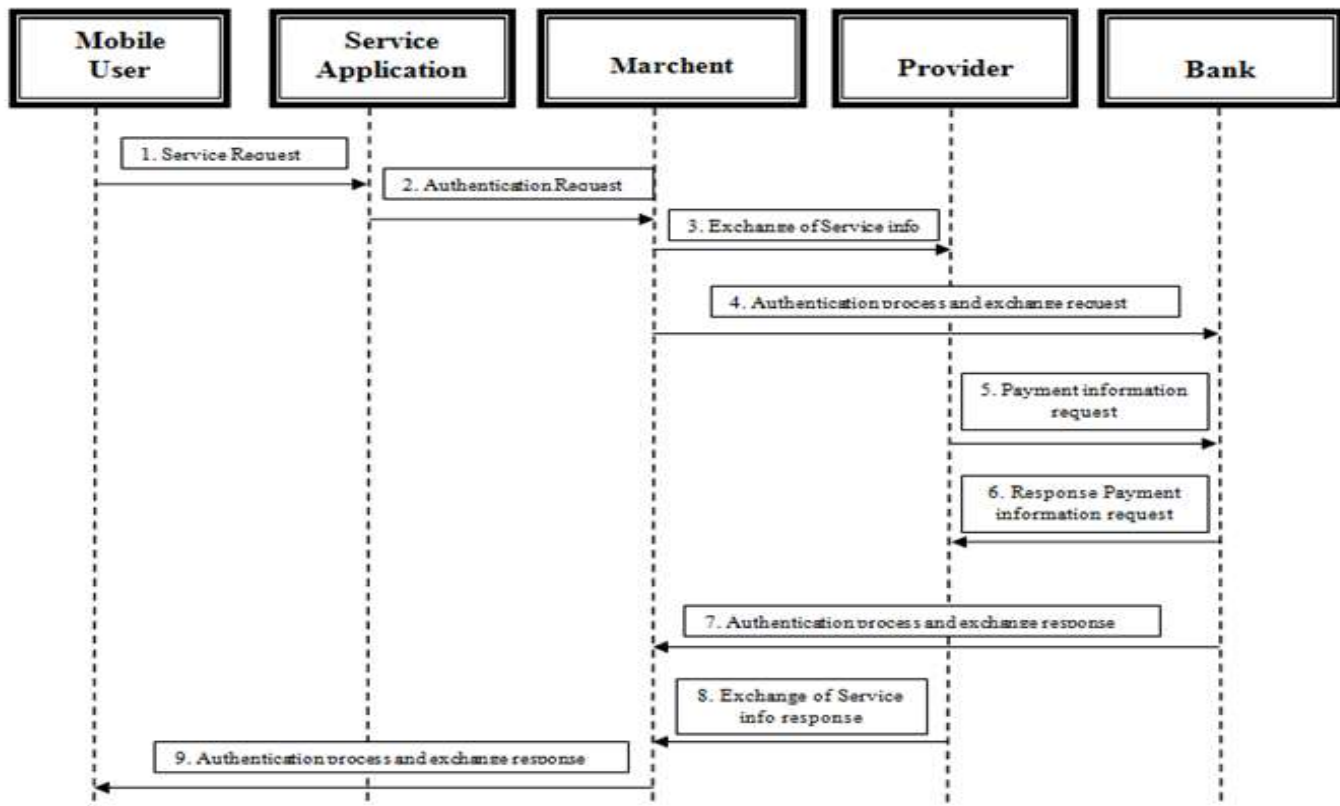 Mobile
User
Service
Application
Marchent
Provider
Bank
1. Service Request
2. Authentication Request
3. Exchange of Service info
4. Authentication process and exchange request
5. Payment information
request
6. Response Payment
information request
7. Authentication process and exchange response
8. Exchange of Service
info response
9. Authentication process and exchange response